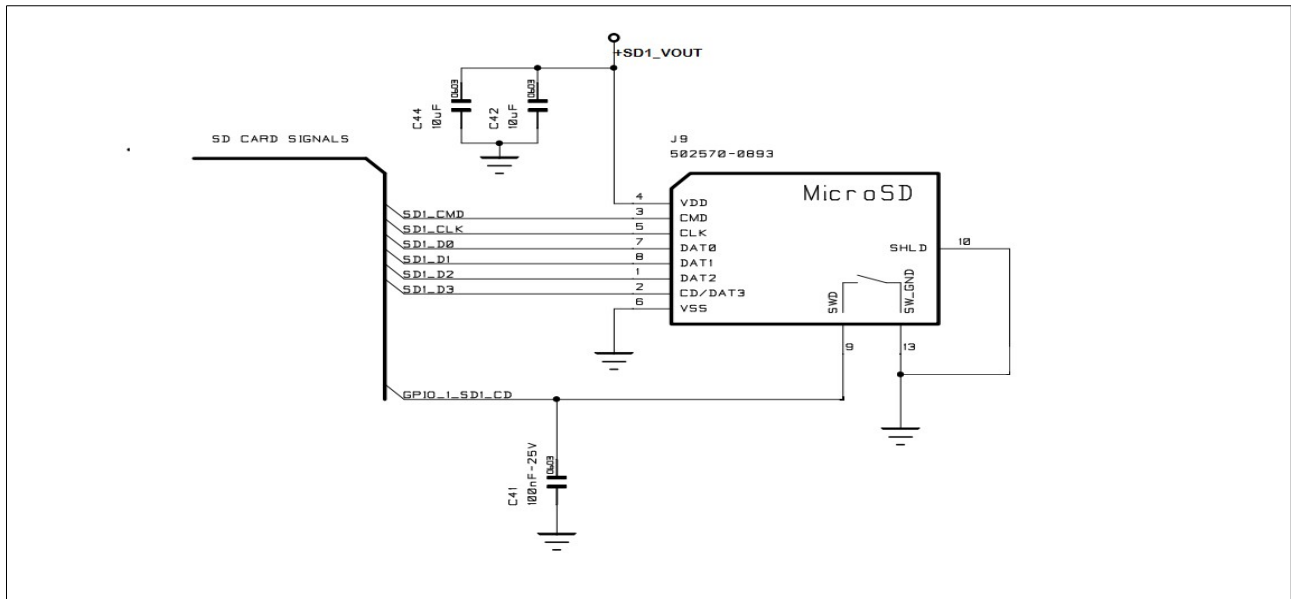 +SD1_VOUT
0603
0603
C44
10uF
C42
10uF
SD CARD SIGNALS
J9
502570-0893
MicroSD
4
VDD
SD1_CMD
3
CMD
SD1_CLK
5
CLK
SD1_D0
7
DAT0
SHLD
10
SD1_D1
8
DAT1
SD1_D2
1
DAT2
SD1_D3
2
CD/DAT3
SWD
SW_GND
6
VSS
9
13
GPIO_1_SD1_CD
C41
100nF-25V
0603